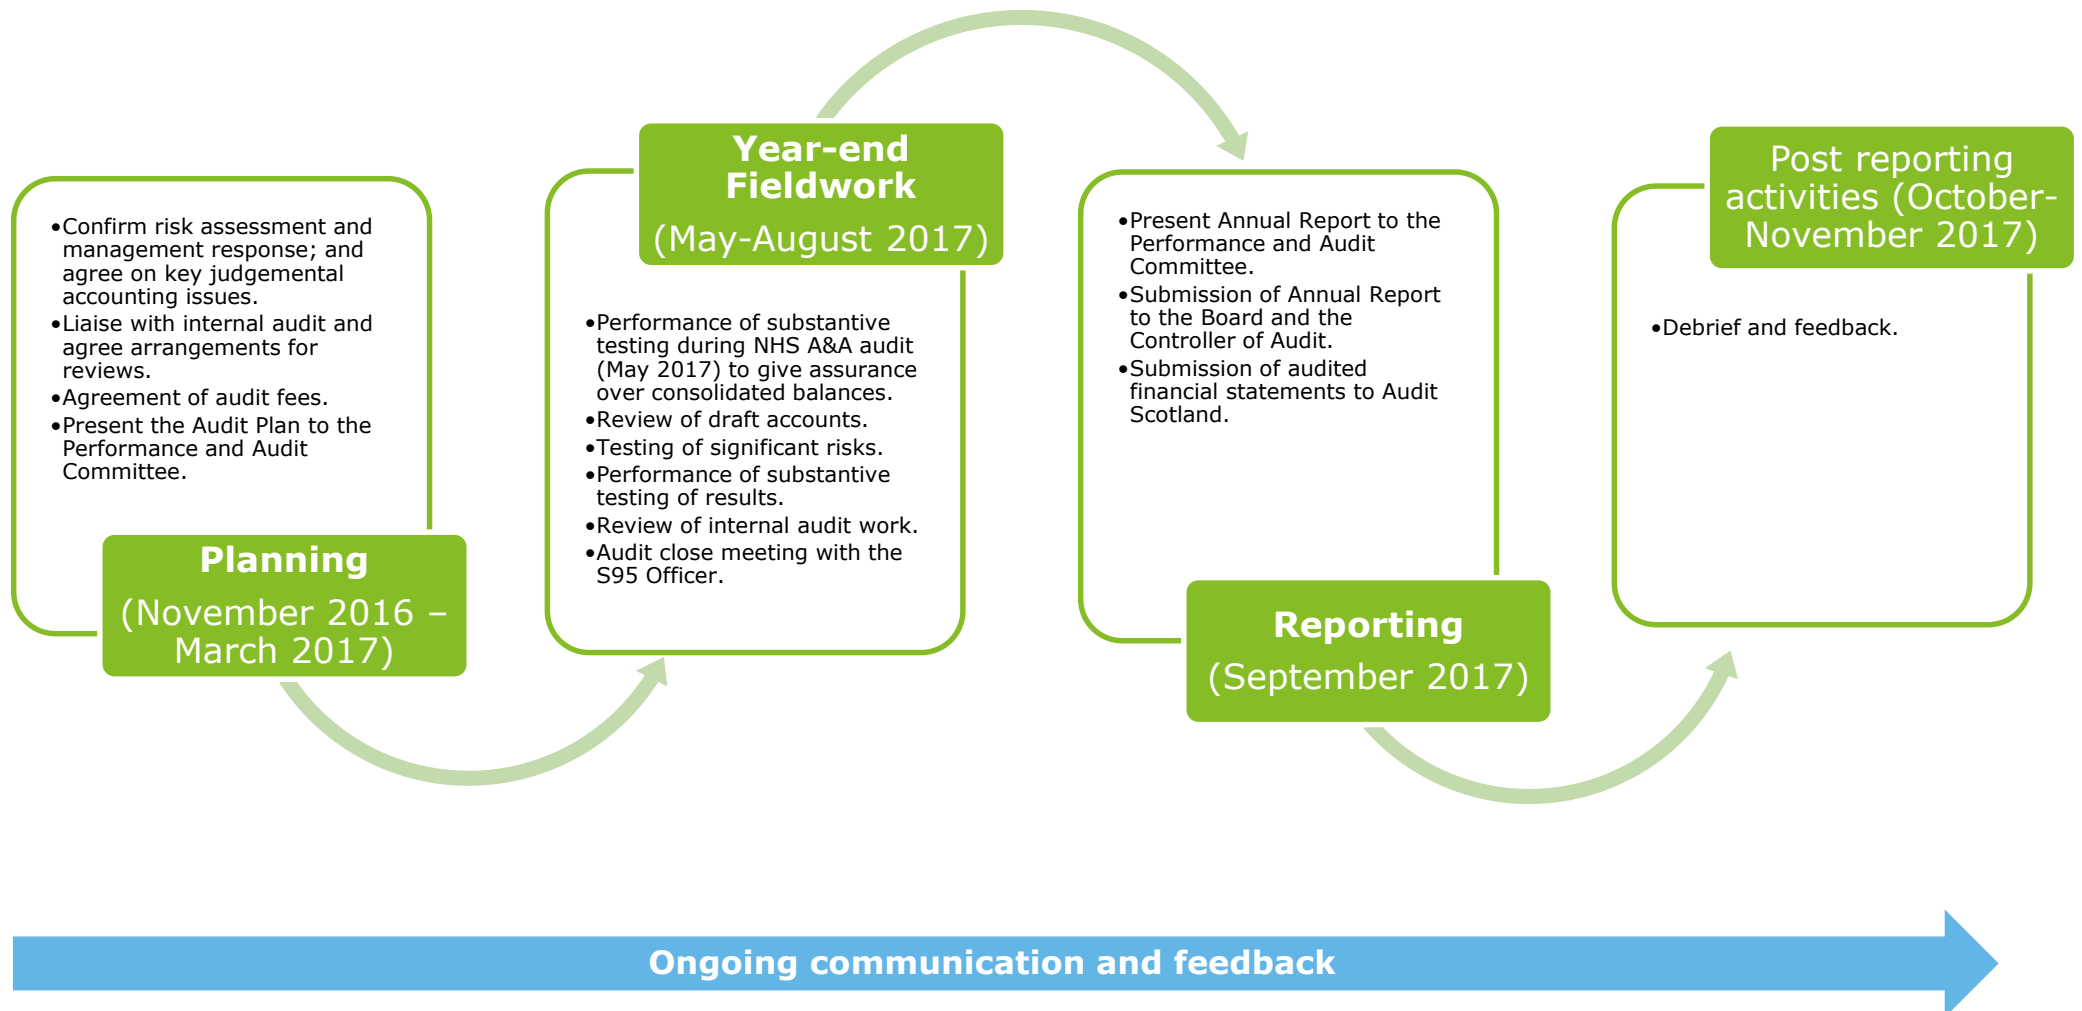 •Confirm risk assessment and
management response; and
agree on key judgemental
accounting issues.
•Liaise with internal audit and
agree arrangements for
reviews.
•Agreement of audit fees.
•Present the Audit Plan to the
Performance and Audit
Committee.
Planning
(November 2016 –
March 2017)
Year-end
Fieldwork
(May-August 2017)
•Performance of substantive
testing during NHS A&A audit
(May 2017) to give assurance
over consolidated balances.
•Review of draft accounts.
•Testing of significant risks.
•Performance of substantive
testing of results.
•Review of internal audit work.
•Audit close meeting with the
S95 Officer.
•Present Annual Report to the
Performance and Audit
Committee.
•Submission of Annual Report
to the Board and the
Controller of Audit.
•Submission of audited
financial statements to Audit
Scotland.
Reporting
(September 2017)
Post reporting
activities (October-
November 2017)
•Debrief and feedback.
Ongoing communication and feedback